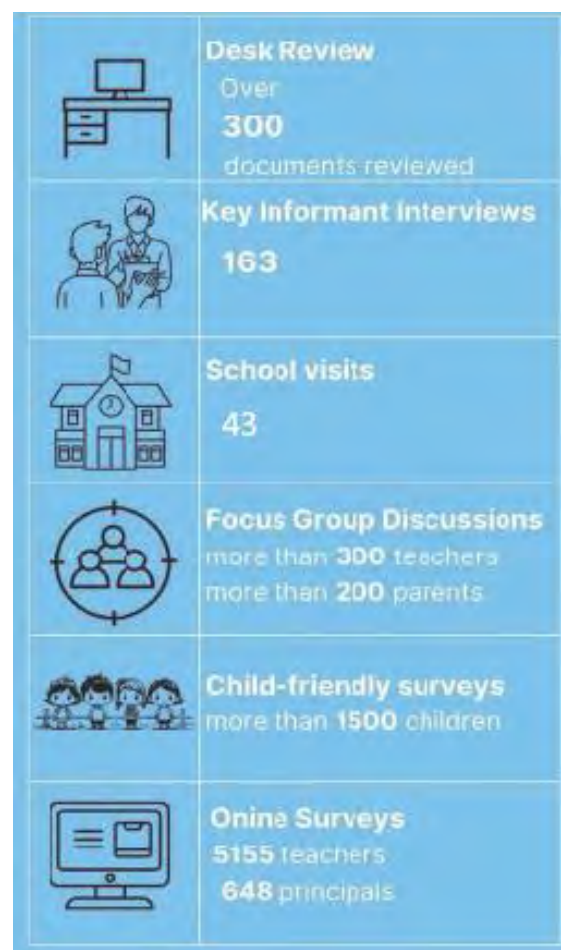 Desk Review
Over
300
documents reviewed
Key Informant Interviews
163
School visits
43
Focus Group Discussions
more than 300 teachers
more than 200 parents
Child-friendly surveys
more than 1500 children
Onine Surveys
5155 teachers
648 principals